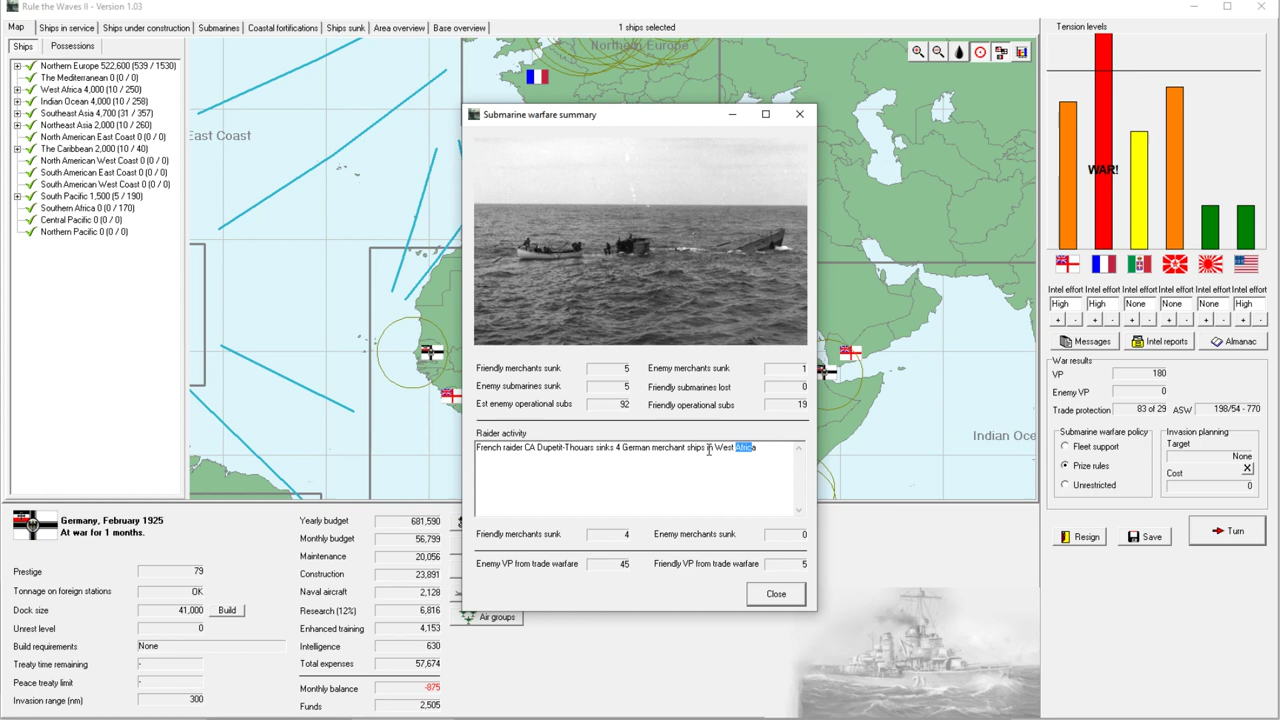 Rule the Waves II - Version 1.03
Map Ships in service Ships under construction Submarines Coastal fortifications Ships sunk Area overview Base overview 1 ships selected
Ships Possessions
Northern Europe 522,600 (539 / 1530)
The Mediterranean 0 (0 / 0)
West Africa 4,000 (10 / 250)
Indian Ocean 4,000 (10 / 258)
Southeast Asia 4,700 (31 / 357)
Northeast Asia 2,000 (10 / 260)
North American East Coast 0 (0 / 0)
The Caribbean 2,000 (10 / 40)
North American West Coast 0 (0 / 0)
South American East Coast 0 (0 / 0)
South American West Coast 0 (0 / 0)
South Pacific 1,500 (5 / 190)
Southern Africa 0 (0 / 170)
Central Pacific 0 (0 / 0)
Northern Pacific 0 (0 / 0)
Northern Europe
East Coast
Indian Oce
Submarine warfare summary
Friendly merchants sunk 5 Enemy merchants sunk 1
Enemy submarines sunk 5 Friendly submarines lost 0
Est enemy operational subs 92 Friendly operational subs 19
Raider activity
French raider CA Dupetit-Thouars sinks 4 German merchant ships in West Africa
Friendly merchants sunk 4 Enemy merchants sunk 0
Enemy VP from trade warfare 45 Friendly VP from trade warfare 5
Close
Tension levels
WAR!
Intel effort Intel effort Intel effort Intel effort Intel effort Intel effort
High High None None None High
+ - + - + - + - + - + -
Messages Intel reports Almanac
War results
VP 180
Enemy VP 0
Trade protection 83 of 29 ASW 198/54 - 770
Submarine warfare policy
Fleet support
Prize rules
Unrestricted
Invasion planning
Target
None
Cost X
0
Resign Save Turn
Germany, February 1925
At war for 1 months.
Prestige 79
Tonnage on foreign stations OK
Dock size 41,000 Build
Unrest level 0
Build requirements None
Treaty time remaining -
Peace treaty limit -
Invasion range (nm) 300
Yearly budget 681,590
Monthly budget 56,799
Maintenance 20,056
Construction 23,891
Naval aircraft 2,128
Research (12%) 6,816
Enhanced training 4,153
Intelligence 630
Total expenses 57,674
Monthly balance -875
Funds 2,505
Air groups